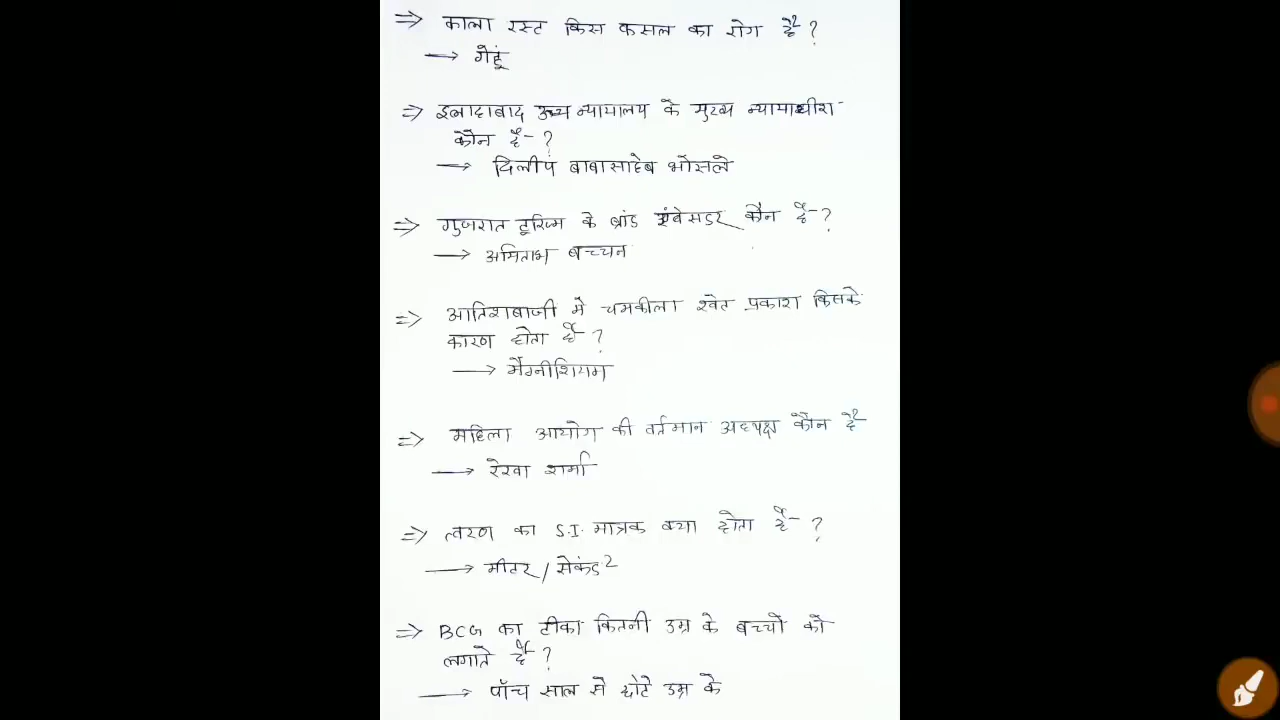 ⇒ काला रस्ट किस फसल का रोग है?
→ गेहूं
⇒ इलाहाबाद उच्च न्यायालय के मुख्य न्यायाधीश
कौन है ?
→ दिलीप बाबासाहेब भोसले
⇒ गुजरात टूरिज्म के ब्रांड एंबेसडर कौन है ?
→ अमिताभ बच्चन
⇒ आतिशबाजी मे चमकीला श्वेत प्रकाश किसके
कारण होता है ?
→ मैग्नीशियम
⇒ महिला आयोग की वर्तमान अध्यक्ष कौन है
→ रेखा शर्मा
⇒ त्वरण का S.I. मात्रक क्या होता है ?
→ मीटर / सेकंड²
⇒ BCG का टीका कितनी उम्र के बच्चो को
लगाते है ?
→ पाँच साल से छोटे उम्र के